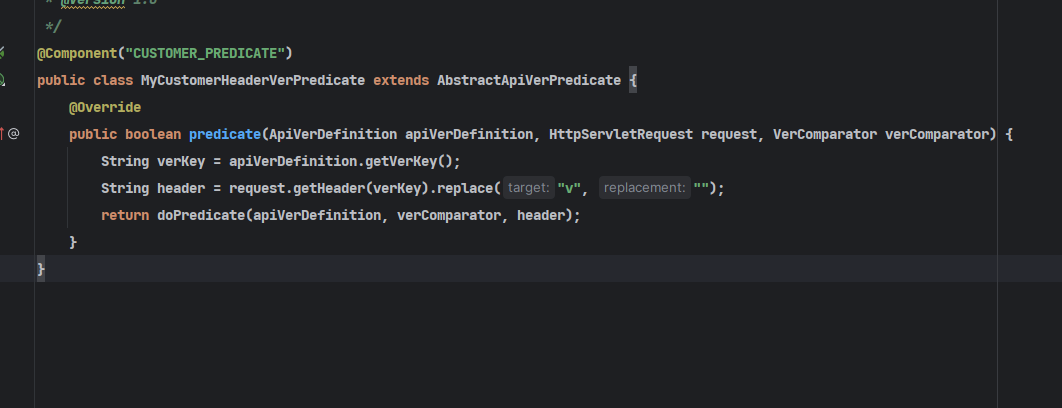 * @version 1.0
*/
@Component("CUSTOMER_PREDICATE")
public class MyCustomerHeaderVerPredicate extends AbstractApiVerPredicate {
@Override
public boolean predicate(ApiVerDefinition apiVerDefinition, HttpServletRequest request, VerComparator verComparator) {
String verKey = apiVerDefinition.getVerKey();
String header = request.getHeader(verKey).replace( target: "v", replacement: "");
return doPredicate(apiVerDefinition, verComparator, header);
}
}